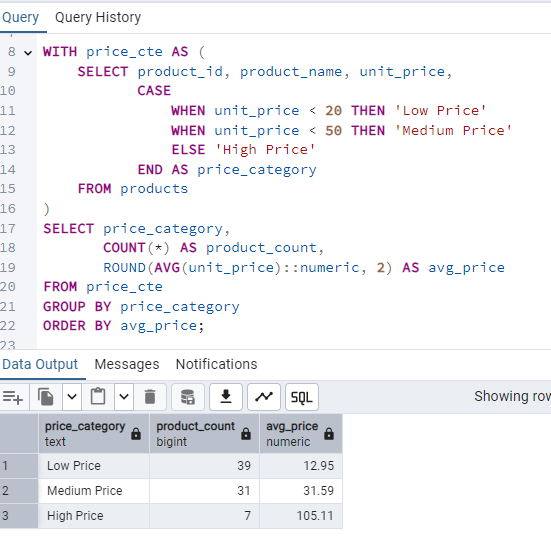 Query Query History
8 WITH price_cte AS (
9 SELECT product_id, product_name, unit_price,
10 CASE
11 WHEN unit_price < 20 THEN 'Low Price'
12 WHEN unit_price < 50 THEN 'Medium Price'
13 ELSE 'High Price'
14 END AS price_category
15 FROM products
16 )
17 SELECT price_category,
18 COUNT(*) AS product_count,
19 ROUND(AVG(unit_price)::numeric, 2) AS avg_price
20 FROM price_cte
21 GROUP BY price_category
22 ORDER BY avg_price;
23
Data Output Messages Notifications
SQL Showing
price_category product_count avg_price
text bigint numeric
1 Low Price 39 12.95
2 Medium Price 31 31.59
3 High Price 7 105.11